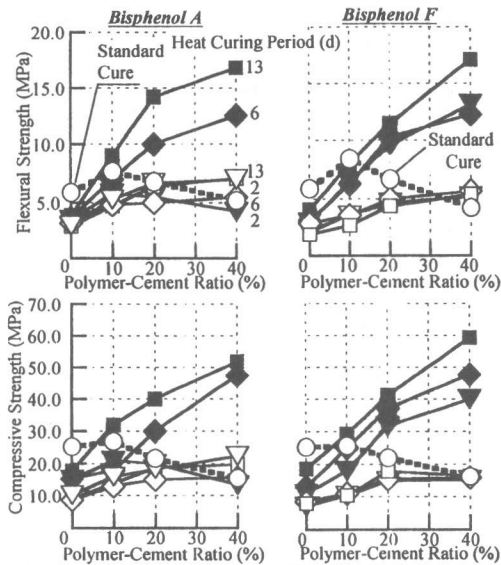 Bisphenol A
Bisphenol F
Heat Curing Period (d)
Standard
Cure
Flexural Strength (MPa)
20.0
15.0
10.0
5.0
13
6
13
2
6
2
Standard
Cure
0 10 20 30 40
Polymer-Cement Ratio (%)
0 10 20 30 40
Polymer-Cement Ratio (%)
Compressive Strength (MPa)
70.0
60.0
50.0
40.0
30.0
20.0
10.0
0 10 20 30 40
Polymer-Cement Ratio (%)
0 10 20 30 40
Polymer-Cement Ratio (%)